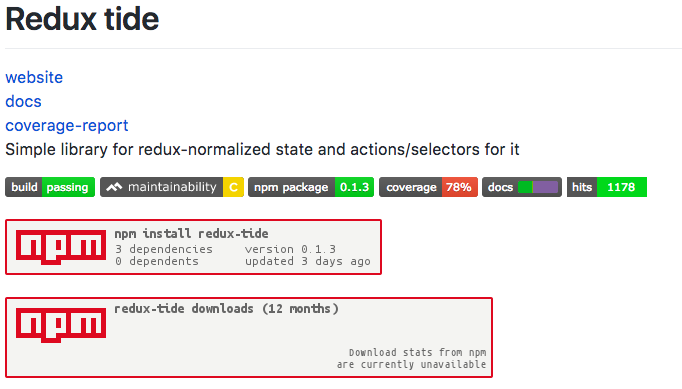 Redux tide
website
docs
coverage-report
Simple library for redux-normalized state and actions/selectors for it
build passing maintainability C npm package 0.1.3 coverage 78% docs hits 1178
npm npm install redux-tide
3 dependencies version 0.1.3
0 dependents updated 3 days ago
npm redux-tide downloads (12 months)
Download stats from npm
are currently unavailable